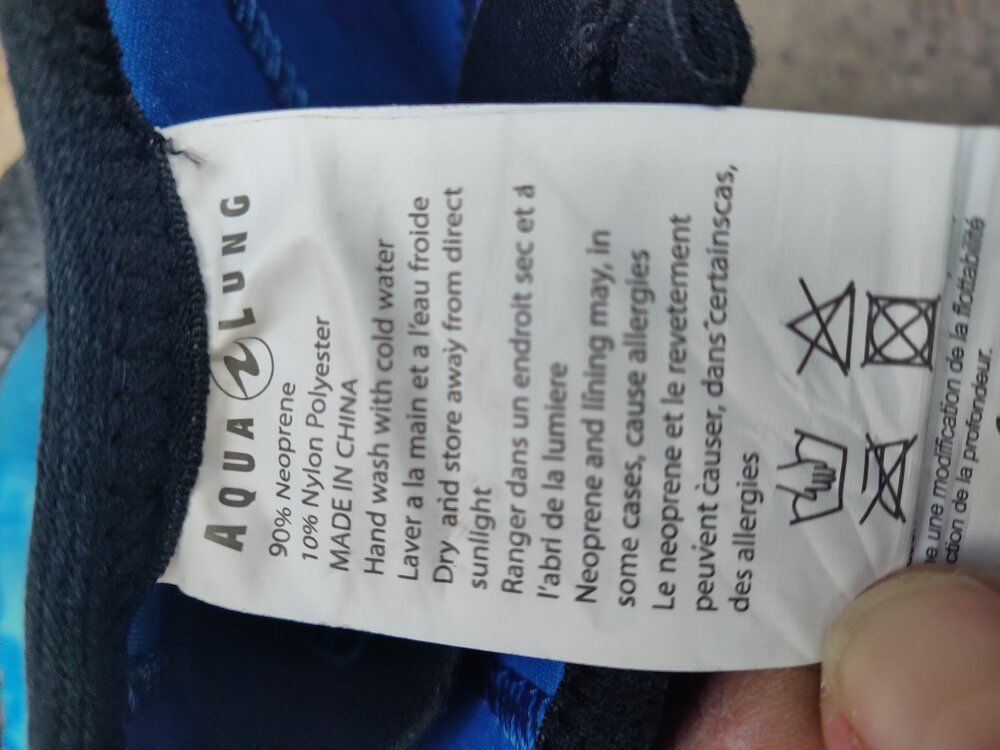 AQUA LUNG
90% Neoprene
10% Nylon Polyester
MADE IN CHINA
Hand wash with cold water
Laver a la main et a l'eau froide
Dry and store away from direct
sunlight
Ranger dans un endroit sec et á
l'abri de la lumiere
Neoprene and lining may, in
some cases, cause allergies
Le neoprene et le revetement
peuvent causer, dans certainscas,
des allergies
une modification de la flottabilité
de la profondeur.